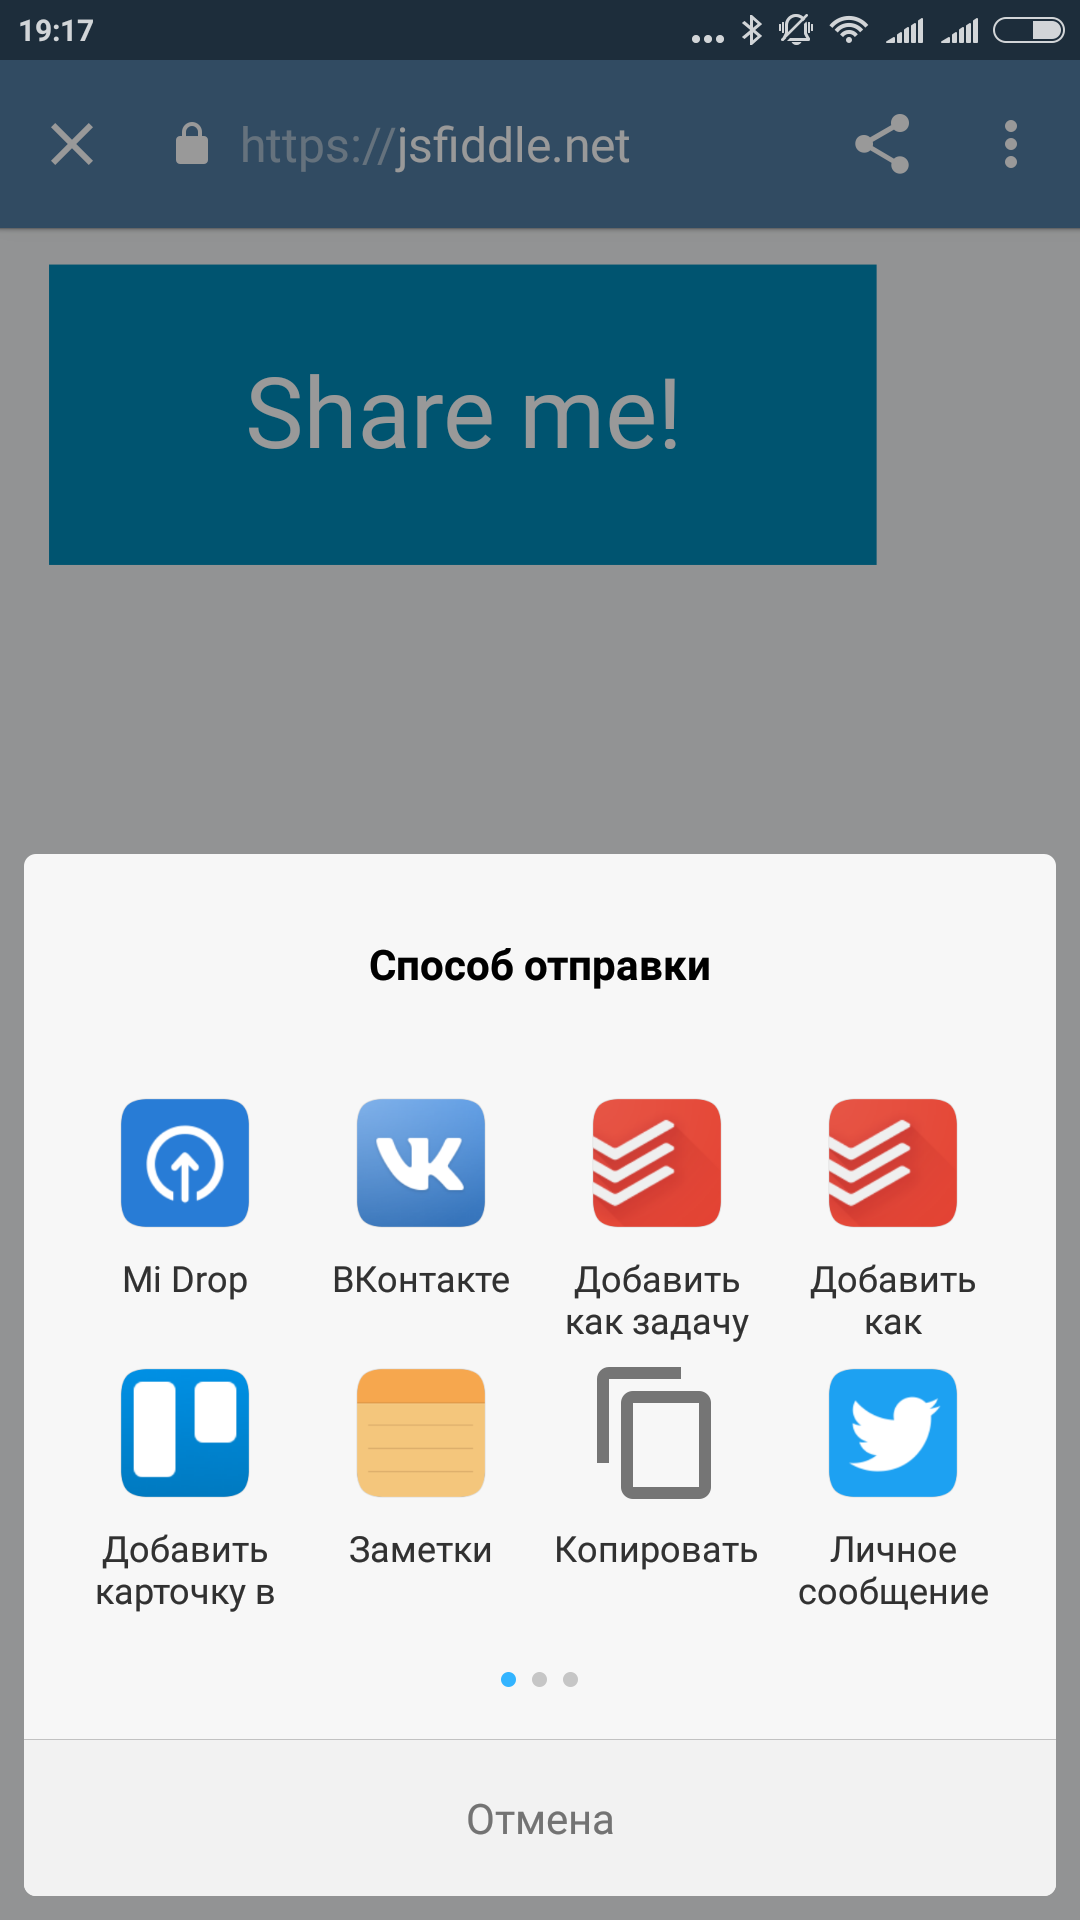 19:17
https://jsfiddle.net
Share me!
Способ отправки
Mi Drop
ВКонтакте
Добавить
как задачу
Добавить
как
Добавить
карточку в
Заметки
Копировать
Личное
сообщение
Отмена